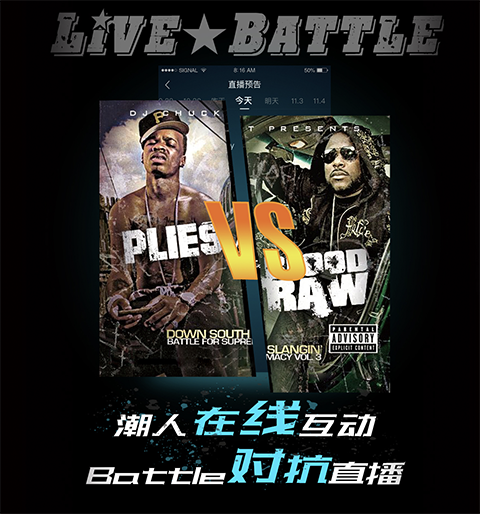 LIVE★BATTLE
SIGNAL 8:16 AM 50%
直播预告
今天 明天 11.3 11.4
DJ CHUCK
T PRESENTS
PLIES
VS
OOD
RAW
DOWN SOUTH
BATTLE FOR SUPRE
SLANGIN'
MACY VOL. 3
PARENTAL
ADVISORY
EXPLICIT CONTENT
潮人在线互动
Battle对抗直播